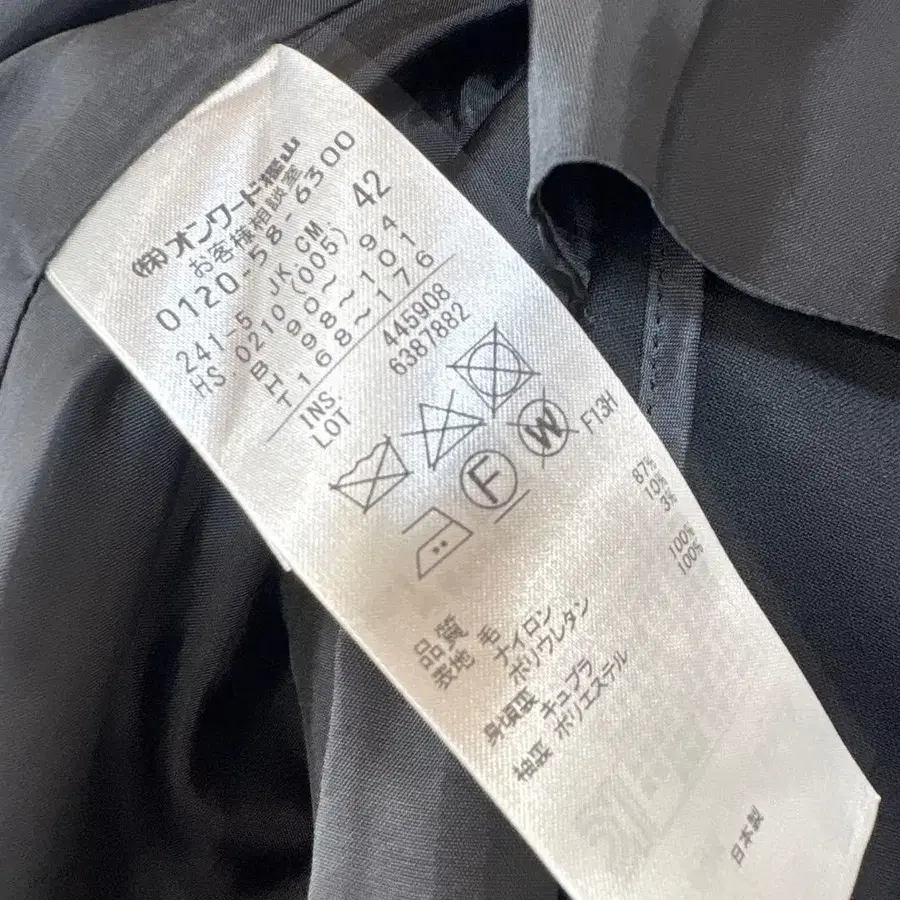 ㈱オンワード樫山
お客様相談室
0120-58-6300
241-5 JK CM. 42
HS 0210 (005)
B 90~94
H 98~101
T 168~176
INS. 445908
LOT 6387882
F W F13H
品質
表地 毛 87%
ナイロン 10%
ポリウレタン 3%
身頃裏 キュプラ 100%
袖裏 ポリエステル 100%
日本製